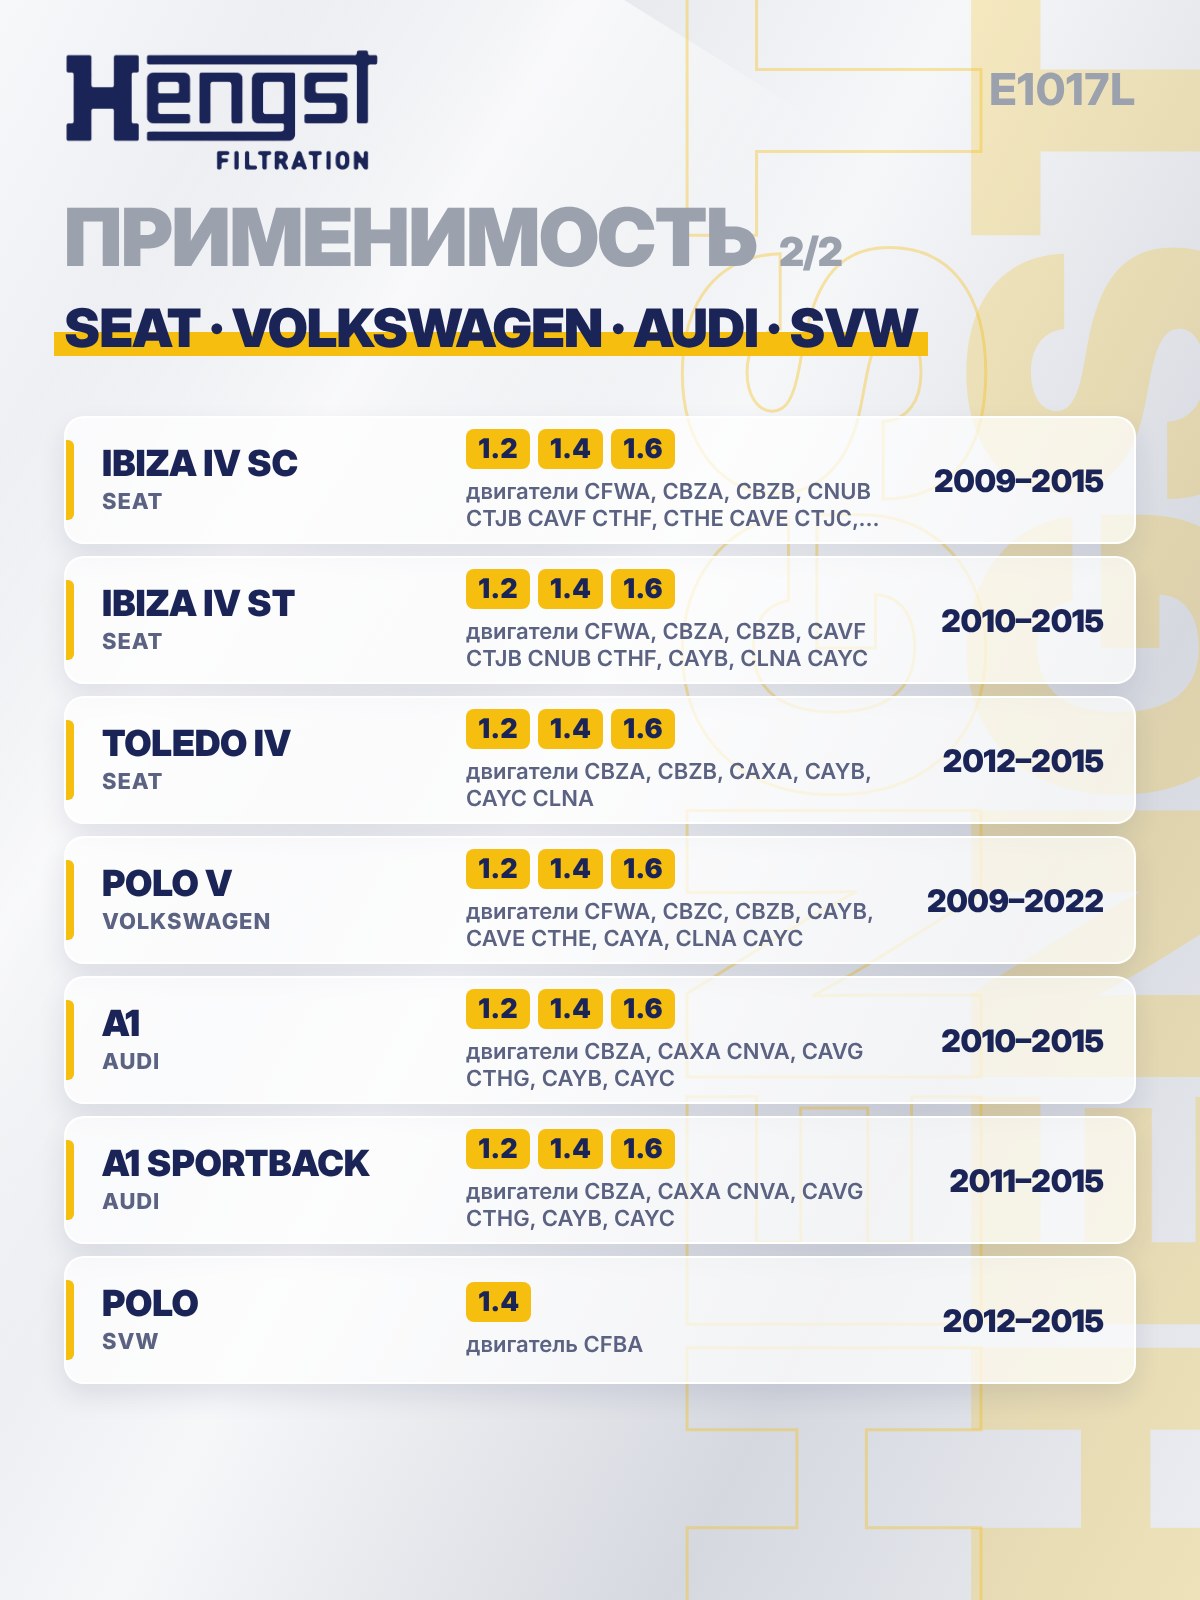 Hengst
FILTRATION
E1017L
ПРИМЕНИМОСТЬ 2/2
SEAT · VOLKSWAGEN · AUDI · SVW
IBIZA IV SC
SEAT
1.2 1.4 1.6
двигатели CFWA, CBZA, CBZB, CNUB
CTJB CAVF CTHF, CTHE CAVE CTJC,...
2009–2015
IBIZA IV ST
SEAT
1.2 1.4 1.6
двигатели CFWA, CBZA, CBZB, CAVF
CTJB CNUB CTHF, CAYB, CLNA CAYC
2010–2015
TOLEDO IV
SEAT
1.2 1.4 1.6
двигатели CBZA, CBZB, CAXA, CAYB,
CAYC CLNA
2012–2015
POLO V
VOLKSWAGEN
1.2 1.4 1.6
двигатели CFWA, CBZC, CBZB, CAYB,
CAVE CTHE, CAYA, CLNA CAYC
2009–2022
A1
AUDI
1.2 1.4 1.6
двигатели CBZA, CAXA CNVA, CAVG
CTHG, CAYB, CAYC
2010–2015
A1 SPORTBACK
AUDI
1.2 1.4 1.6
двигатели CBZA, CAXA CNVA, CAVG
CTHG, CAYB, CAYC
2011–2015
POLO
SVW
1.4
двигатель CFBA
2012–2015
HENGST
HENGST